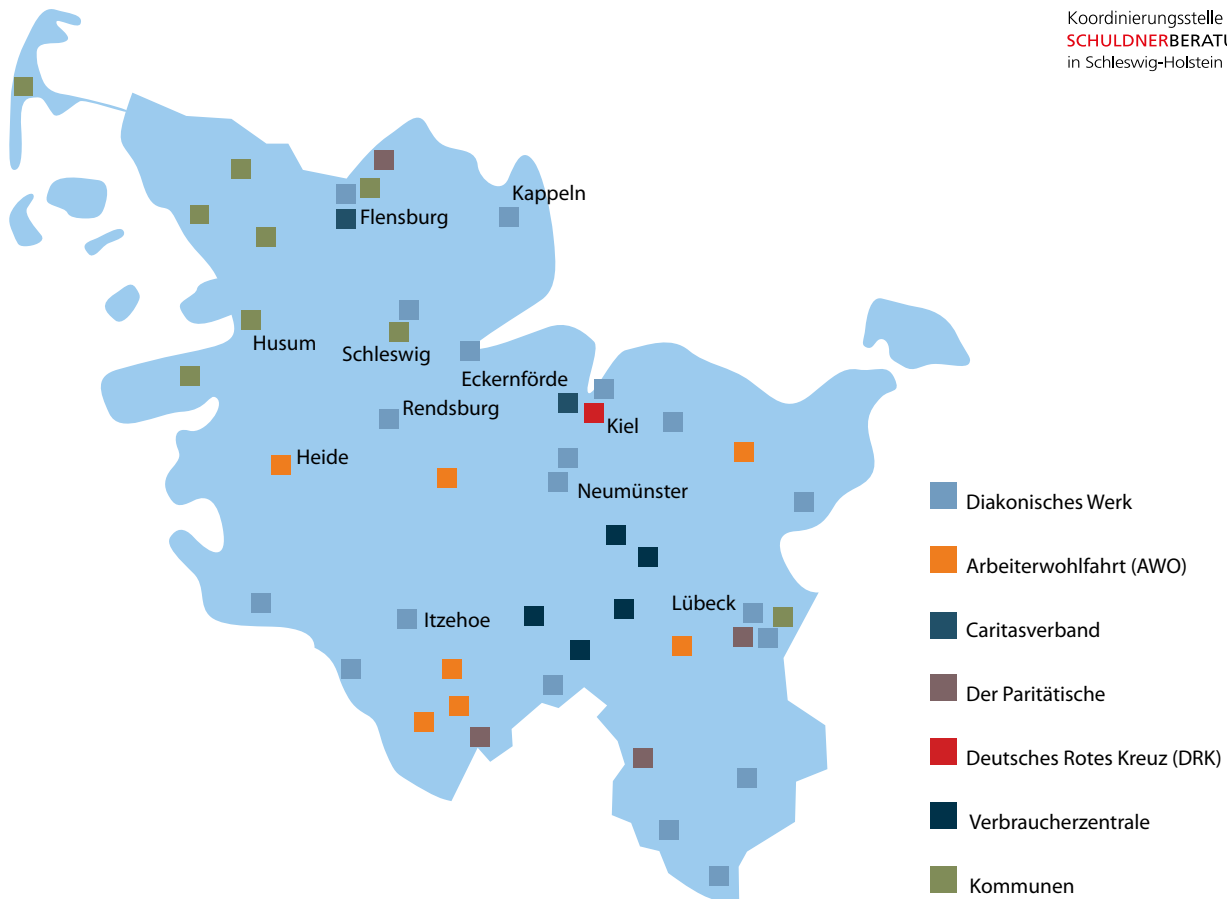 Koordinierungsstelle
SCHULDNERBERATU
in Schleswig-Holstein
Kappeln
Flensburg
Husum
Schleswig
Eckernförde
Rendsburg
Kiel
Heide
Neumünster
Lübeck
Itzehoe
Diakonisches Werk
Arbeiterwohlfahrt (AWO)
Caritasverband
Der Paritätische
Deutsches Rotes Kreuz (DRK)
Verbraucherzentrale
Kommunen